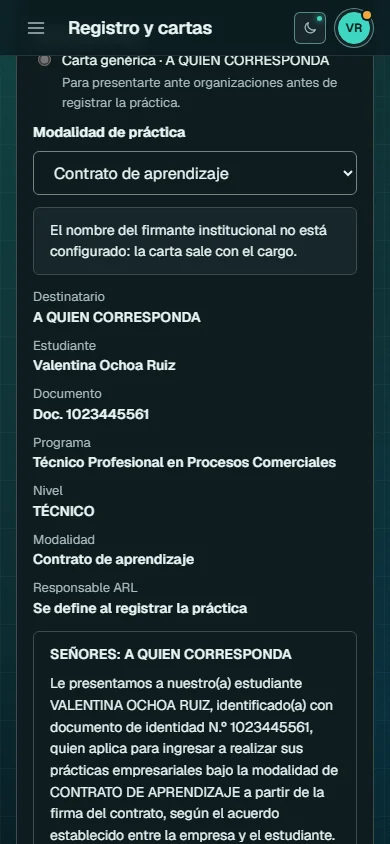 Registro y cartas
VR
Carta genérica · A QUIEN CORRESPONDA
Para presentarte ante organizaciones antes de
registrar la práctica.
Modalidad de práctica
Contrato de aprendizaje
El nombre del firmante institucional no está
configurado: la carta sale con el cargo.
Destinatario
A QUIEN CORRESPONDA
Estudiante
Valentina Ochoa Ruiz
Documento
Doc. 1023445561
Programa
Técnico Profesional en Procesos Comerciales
Nivel
TÉCNICO
Modalidad
Contrato de aprendizaje
Responsable ARL
Se define al registrar la práctica
SEÑORES: A QUIEN CORRESPONDA
Le presentamos a nuestro(a) estudiante
VALENTINA OCHOA RUIZ, identificado(a) con
documento de identidad N.º 1023445561,
quien aplica para ingresar a realizar sus
prácticas empresariales bajo la modalidad de
CONTRATO DE APRENDIZAJE a partir de la
firma del contrato, según el acuerdo
establecido entre la empresa y el estudiante.